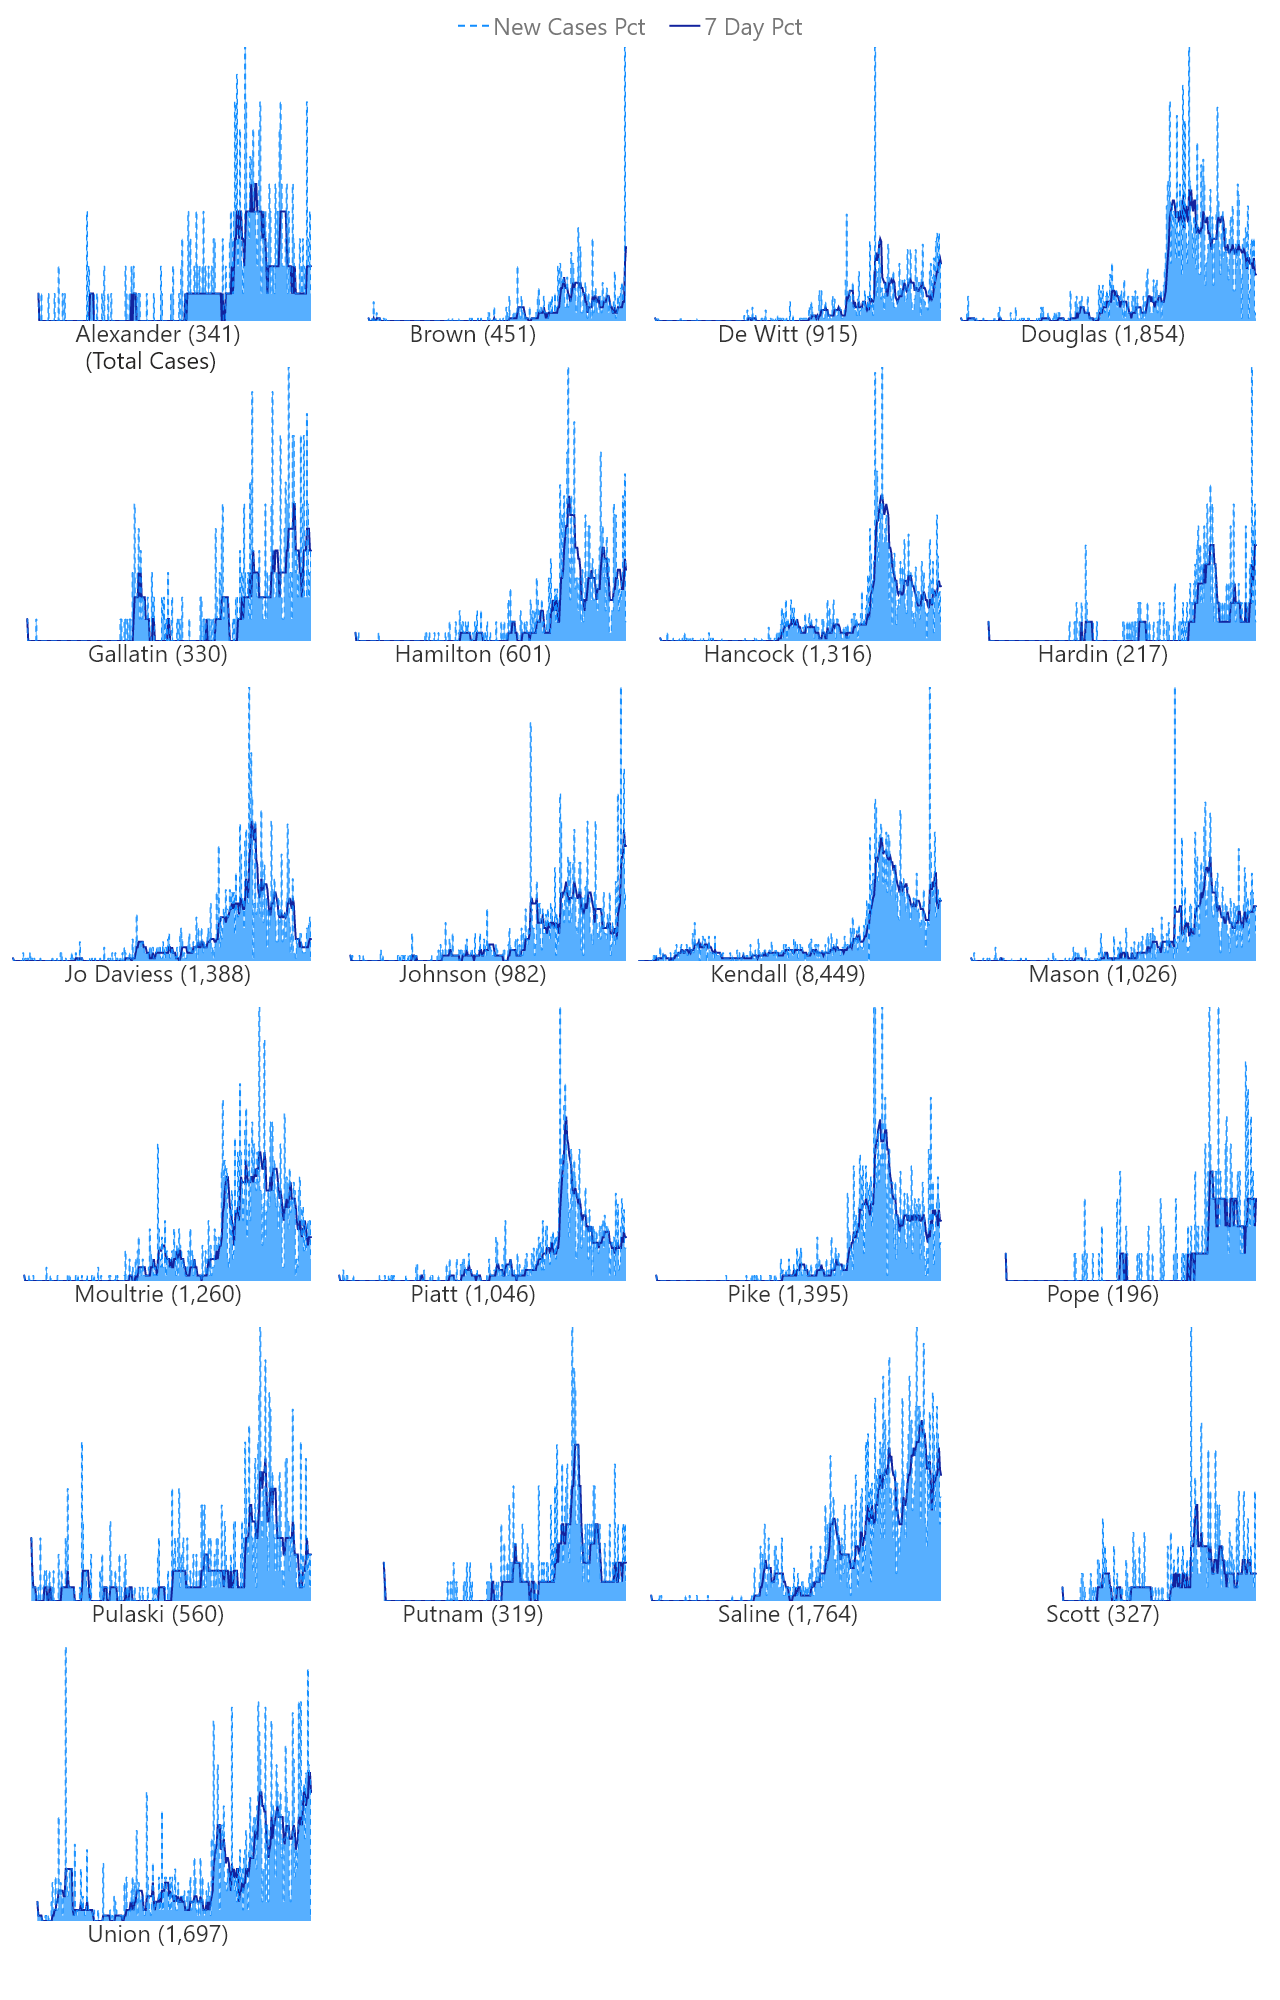 New Cases Pct 7 Day Pct
Alexander (341) Brown (451) De Witt (915) Douglas (1,854)
(Total Cases)
Gallatin (330) Hamilton (601) Hancock (1,316) Hardin (217)
Jo Daviess (1,388) Johnson (982) Kendall (8,449) Mason (1,026)
Moultrie (1,260) Piatt (1,046) Pike (1,395) Pope (196)
Pulaski (560) Putnam (319) Saline (1,764) Scott (327)
Union (1,697)